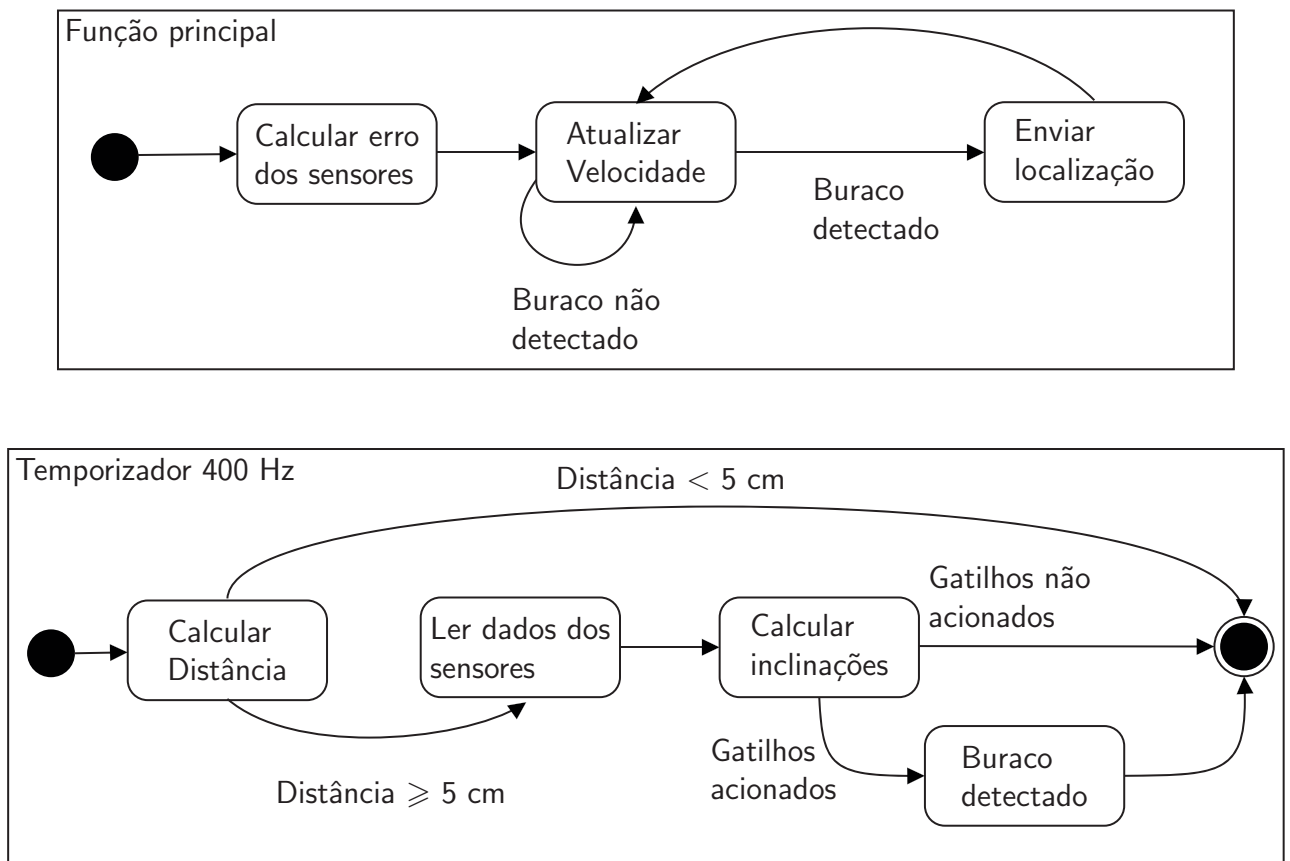 Função principal
Calcular erro
dos sensores
Atualizar
Velocidade
Enviar
localização
Buraco
detectado
Buraco não
detectado
Temporizador 400 Hz
Distância < 5 cm
Calcular
Distância
Ler dados dos
sensores
Calcular
inclinações
Gatilhos não
acionados
Gatilhos
acionados
Buraco
detectado
Distância ⩾ 5 cm